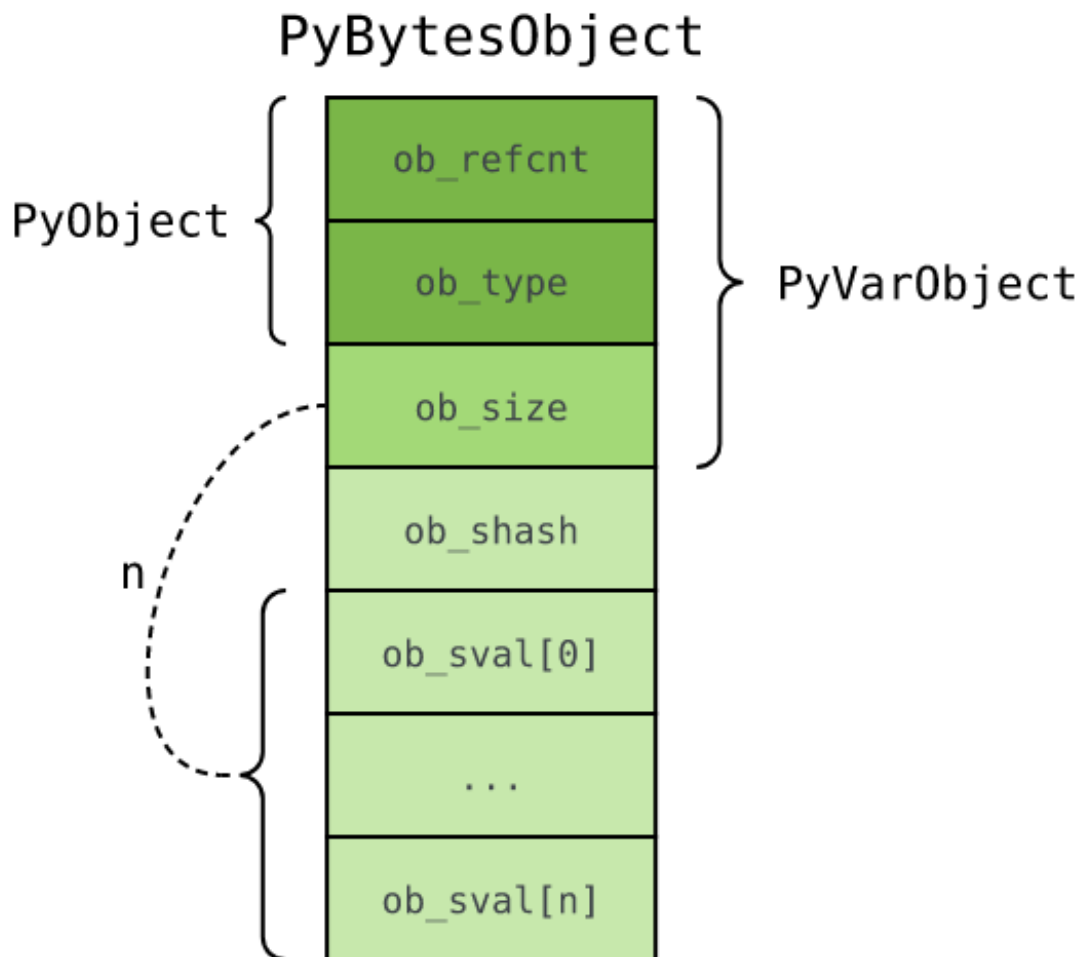 PyBytesObject
ob_refcnt
PyObject
ob_type
PyVarObject
ob_size
ob_shash
n
ob_sval[0]
...
ob_sval[n]